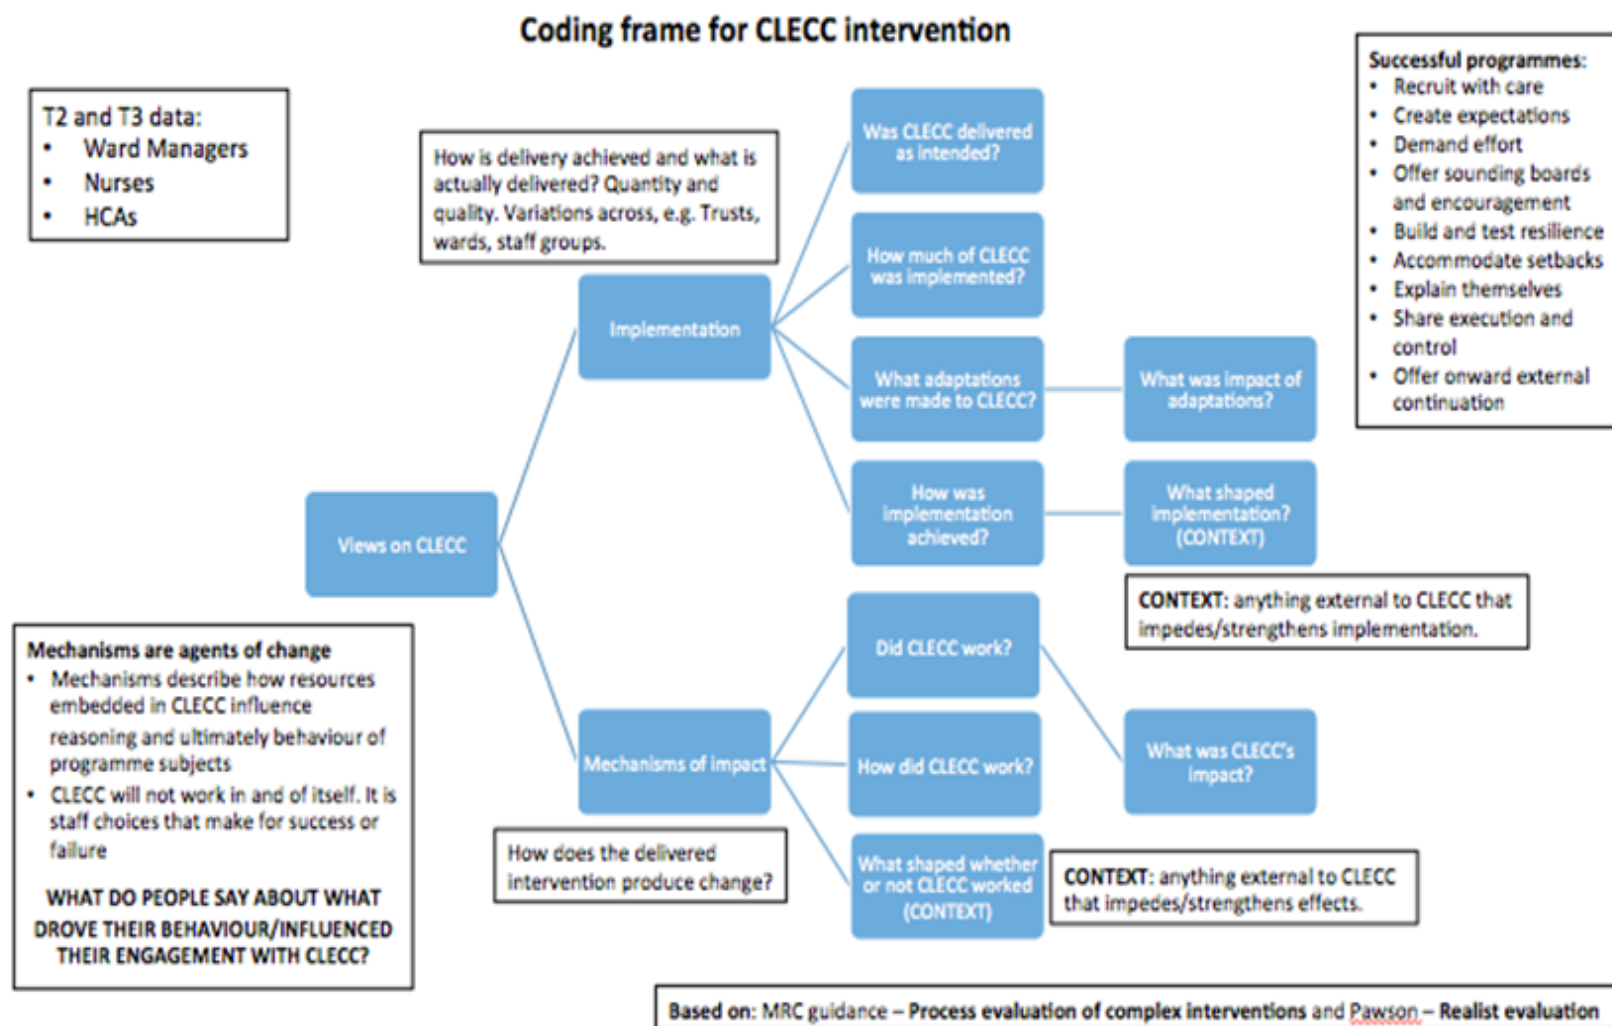 Coding frame for CLECC intervention
T2 and T3 data:
• Ward Managers
• Nurses
• HCAs
How is delivery achieved and what is
actually delivered? Quantity and
quality. Variations across, e.g. Trusts,
wards, staff groups.
Was CLECC delivered
as intended?
How much of CLECC
was implemented?
Implementation
What adaptations
were made to CLECC?
What was impact of
adaptations?
How was
implementation
achieved?
What shaped
implementation?
(CONTEXT)
Successful programmes:
• Recruit with care
• Create expectations
• Demand effort
• Offer sounding boards
and encouragement
• Build and test resilience
• Accommodate setbacks
• Explain themselves
• Share execution and
control
• Offer onward external
continuation
Views on CLECC
CONTEXT: anything external to CLECC that
impedes/strengthens implementation.
Mechanisms are agents of change
• Mechanisms describe how resources
embedded in CLECC influence
reasoning and ultimately behaviour of
programme subjects
• CLECC will not work in and of itself. It is
staff choices that make for success or
failure
WHAT DO PEOPLE SAY ABOUT WHAT
DROVE THEIR BEHAVIOUR/INFLUENCED
THEIR ENGAGEMENT WITH CLECC?
Mechanisms of impact
How does the delivered
intervention produce change?
Did CLECC work?
How did CLECC work?
What was CLECC's
impact?
What shaped whether
or not CLECC worked
(CONTEXT)
CONTEXT: anything external to CLECC
that impedes/strengthens effects.
Based on: MRC guidance – Process evaluation of complex interventions and Pawson – Realist evaluation